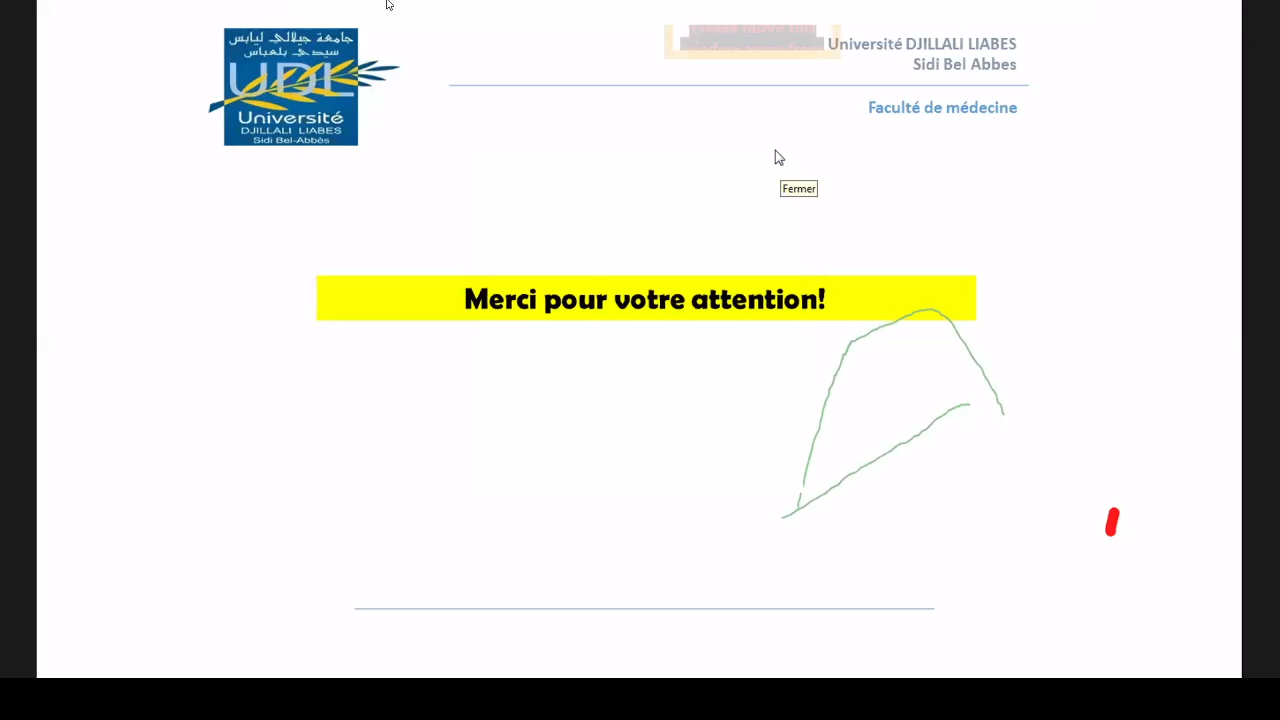 جامعة جيلالي ليابس
سيدي بلعباس
UDL
Université
DJILLALI LIABES
Sidi Bel-Abbès
Université DJILLALI LIABES
Sidi Bel Abbes
Faculté de médecine
Fermer
Merci pour votre attention!